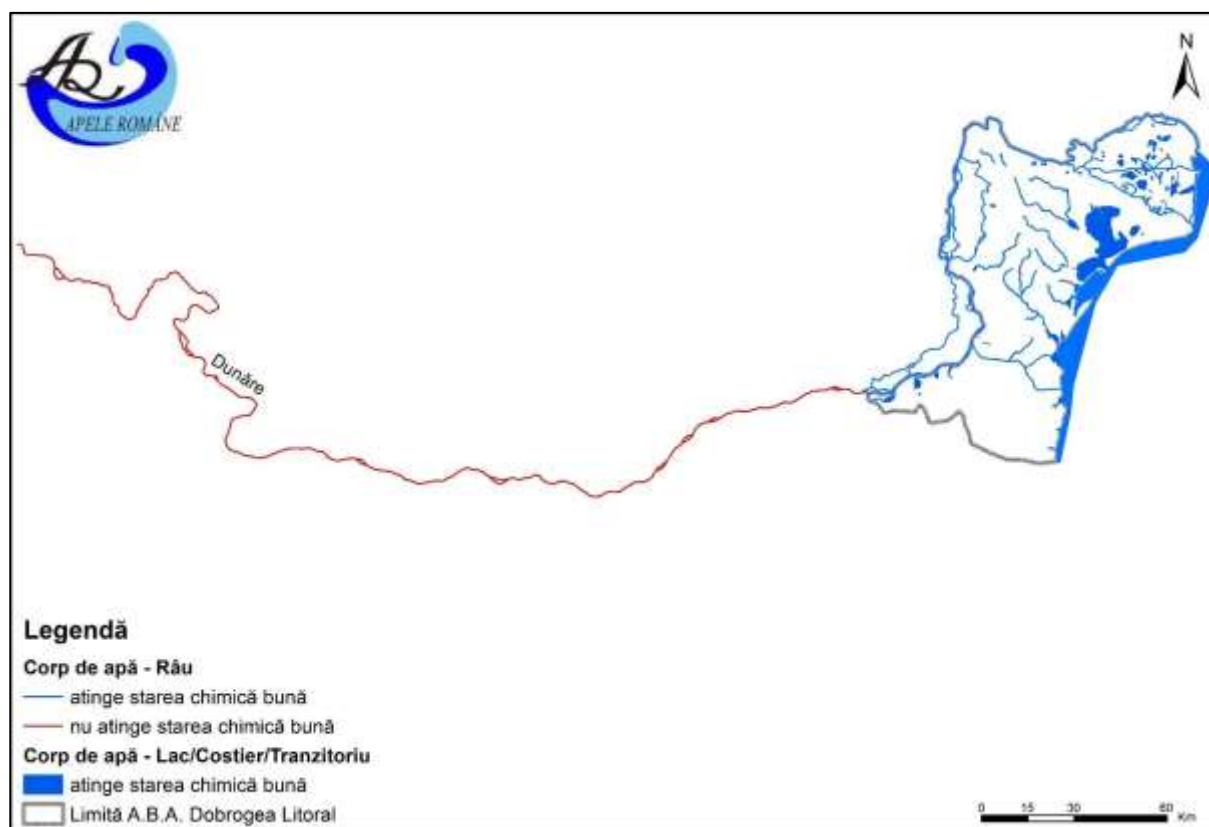 APELE ROMÂNE
N
Dunăre
Legendă
Corp de apă - Râu
atinge starea chimică bună
nu atinge starea chimică bună
Corp de apă - Lac/Costier/Tranzitoriu
atinge starea chimică bună
Limită A.B.A. Dobrogea Litoral
0 15 30 60
Km